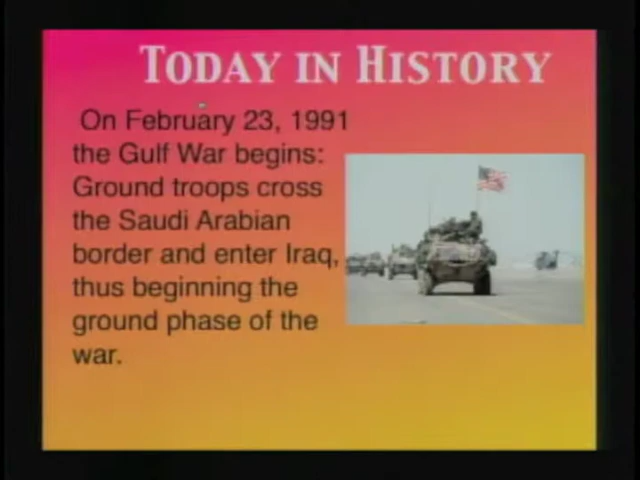 TODAY IN HISTORY
On February 23, 1991
the Gulf War begins:
Ground troops cross
the Saudi Arabian
border and enter Iraq,
thus beginning the
ground phase of the
war.